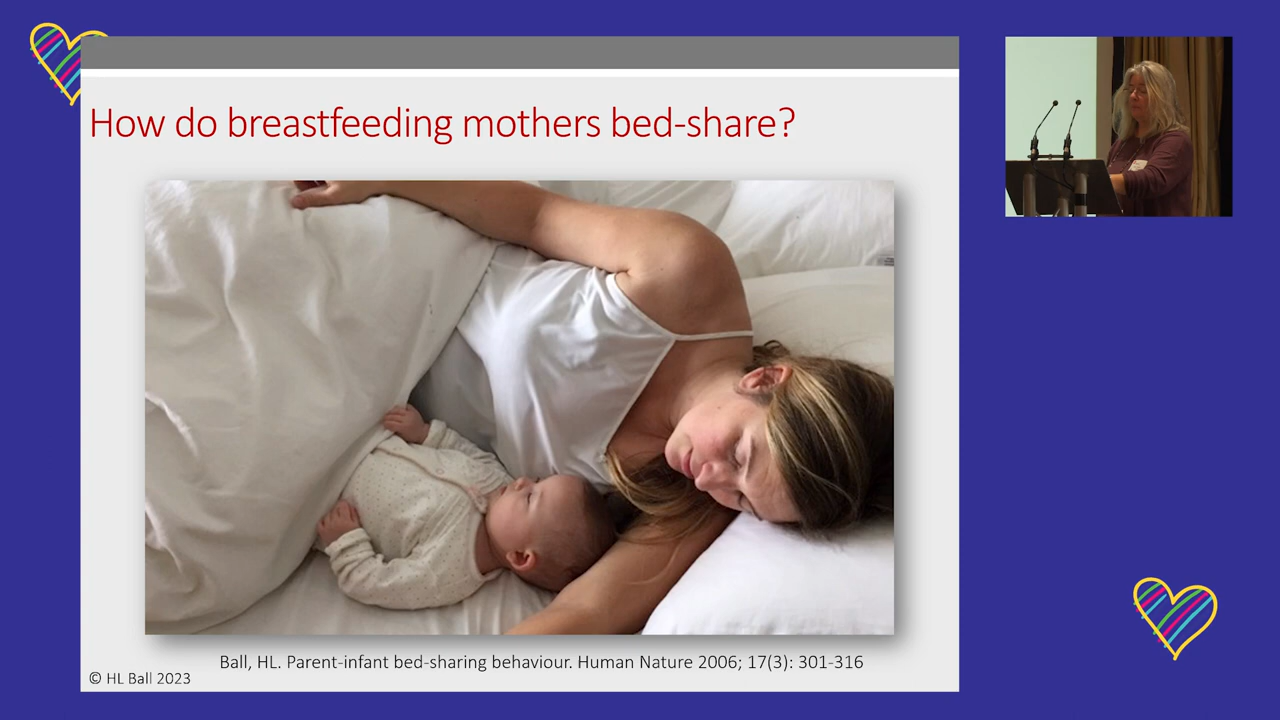 How do breastfeeding mothers bed-share?
Ball, HL. Parent-infant bed-sharing behaviour. Human Nature 2006; 17(3): 301-316
© HL Ball 2023